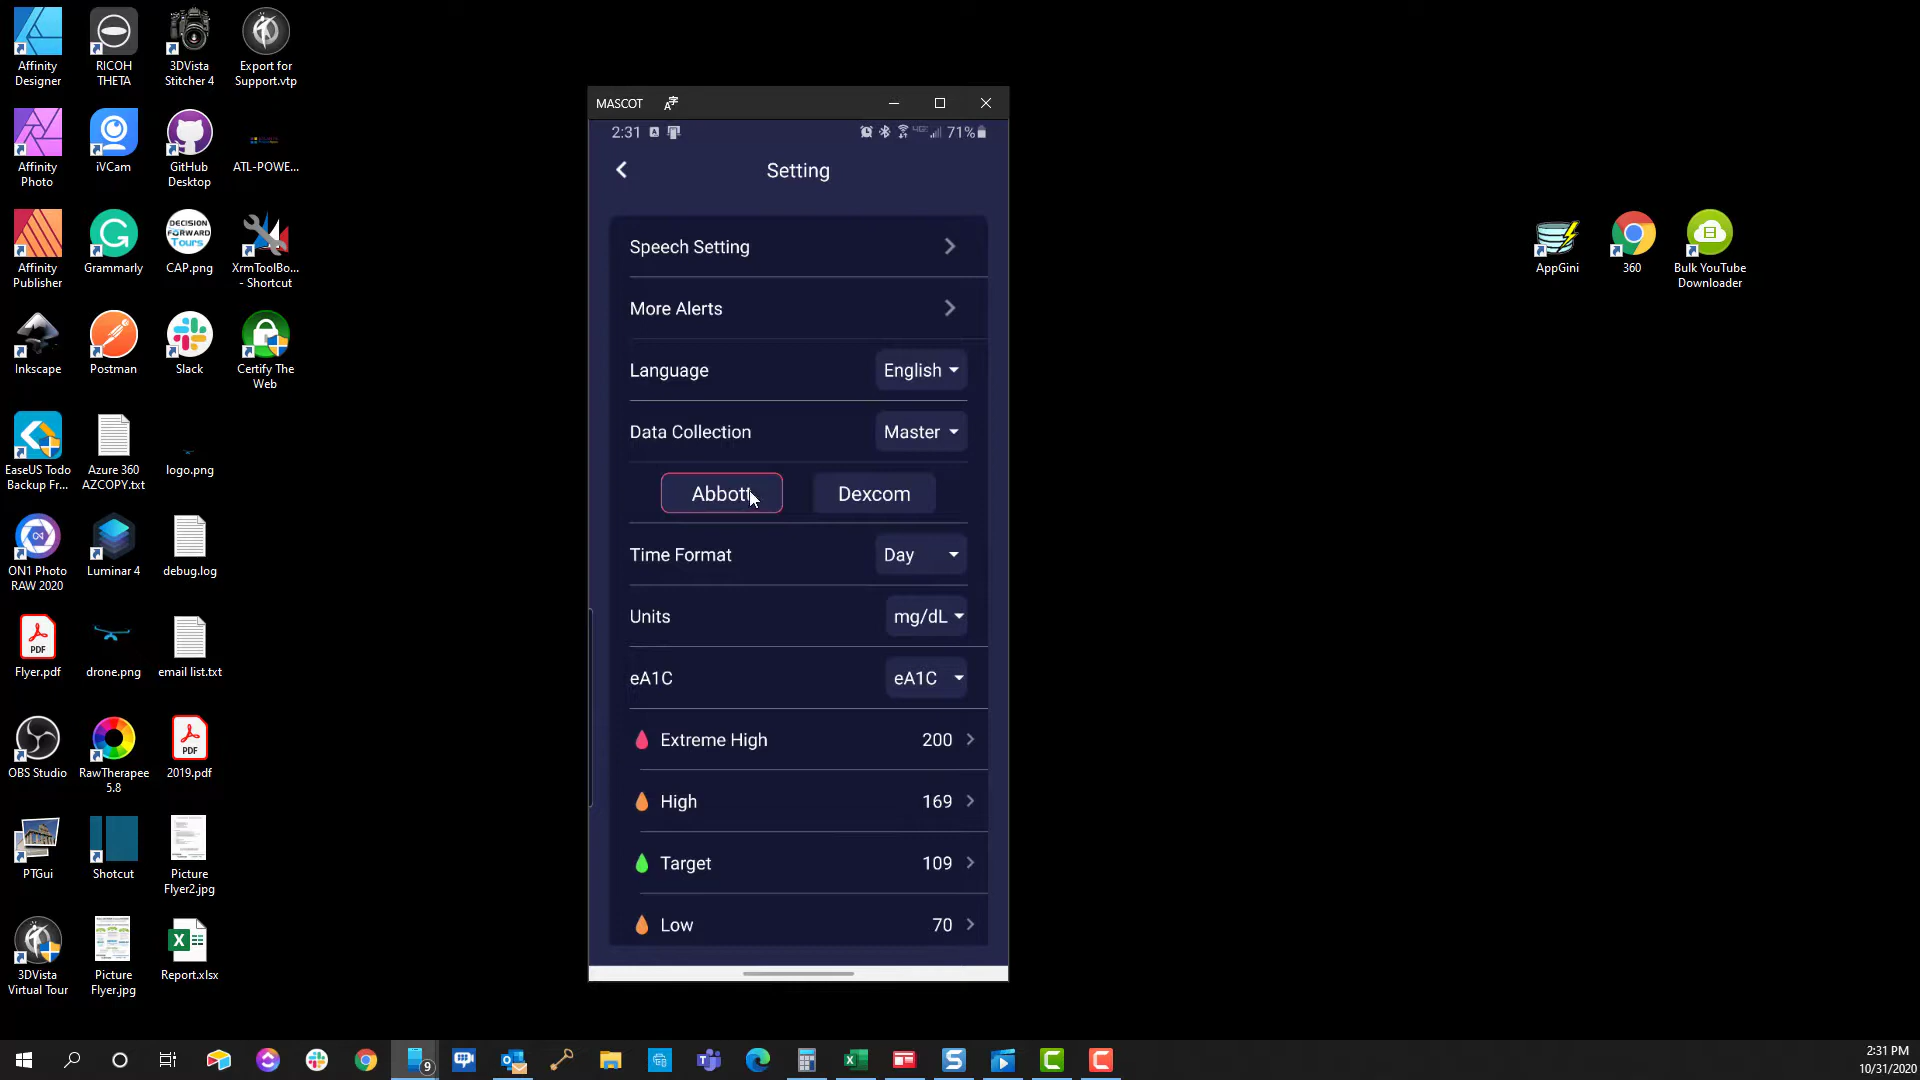 Affinity
Designer
RICOH
THETA
3DVista
Stitcher 4
Export for
Support.vtp
Affinity
Photo
iVCam
GitHub
Desktop
ATL-POWE...
Affinity
Publisher
Grammarly
DECISION
FORWARD
Tours
CAP.png
XrmToolBo...
- Shortcut
Inkscape
Postman
Slack
Certify The
Web
EaseUS Todo
Backup Fr...
Azure 360
AZCOPY.txt
logo.png
ON1 Photo
RAW 2020
Luminar 4
debug.log
PDF
Flyer.pdf
drone.png
email list.txt
OBS Studio
RawTherapee
5.8
PDF
2019.pdf
PTGui
Shotcut
Picture
Flyer2.jpg
3DVista
Virtual Tour
Picture
Flyer.jpg
Report.xlsx
MASCOT
2:31
71%
Setting
Speech Setting
More Alerts
Language
English
Data Collection
Master
Abbott
Dexcom
Time Format
Day
Units
mg/dL
eA1C
eA1C
Extreme High
200
High
169
Target
109
Low
70
AppGini
360
Bulk YouTube
Downloader
9
2:31 PM
10/31/2020